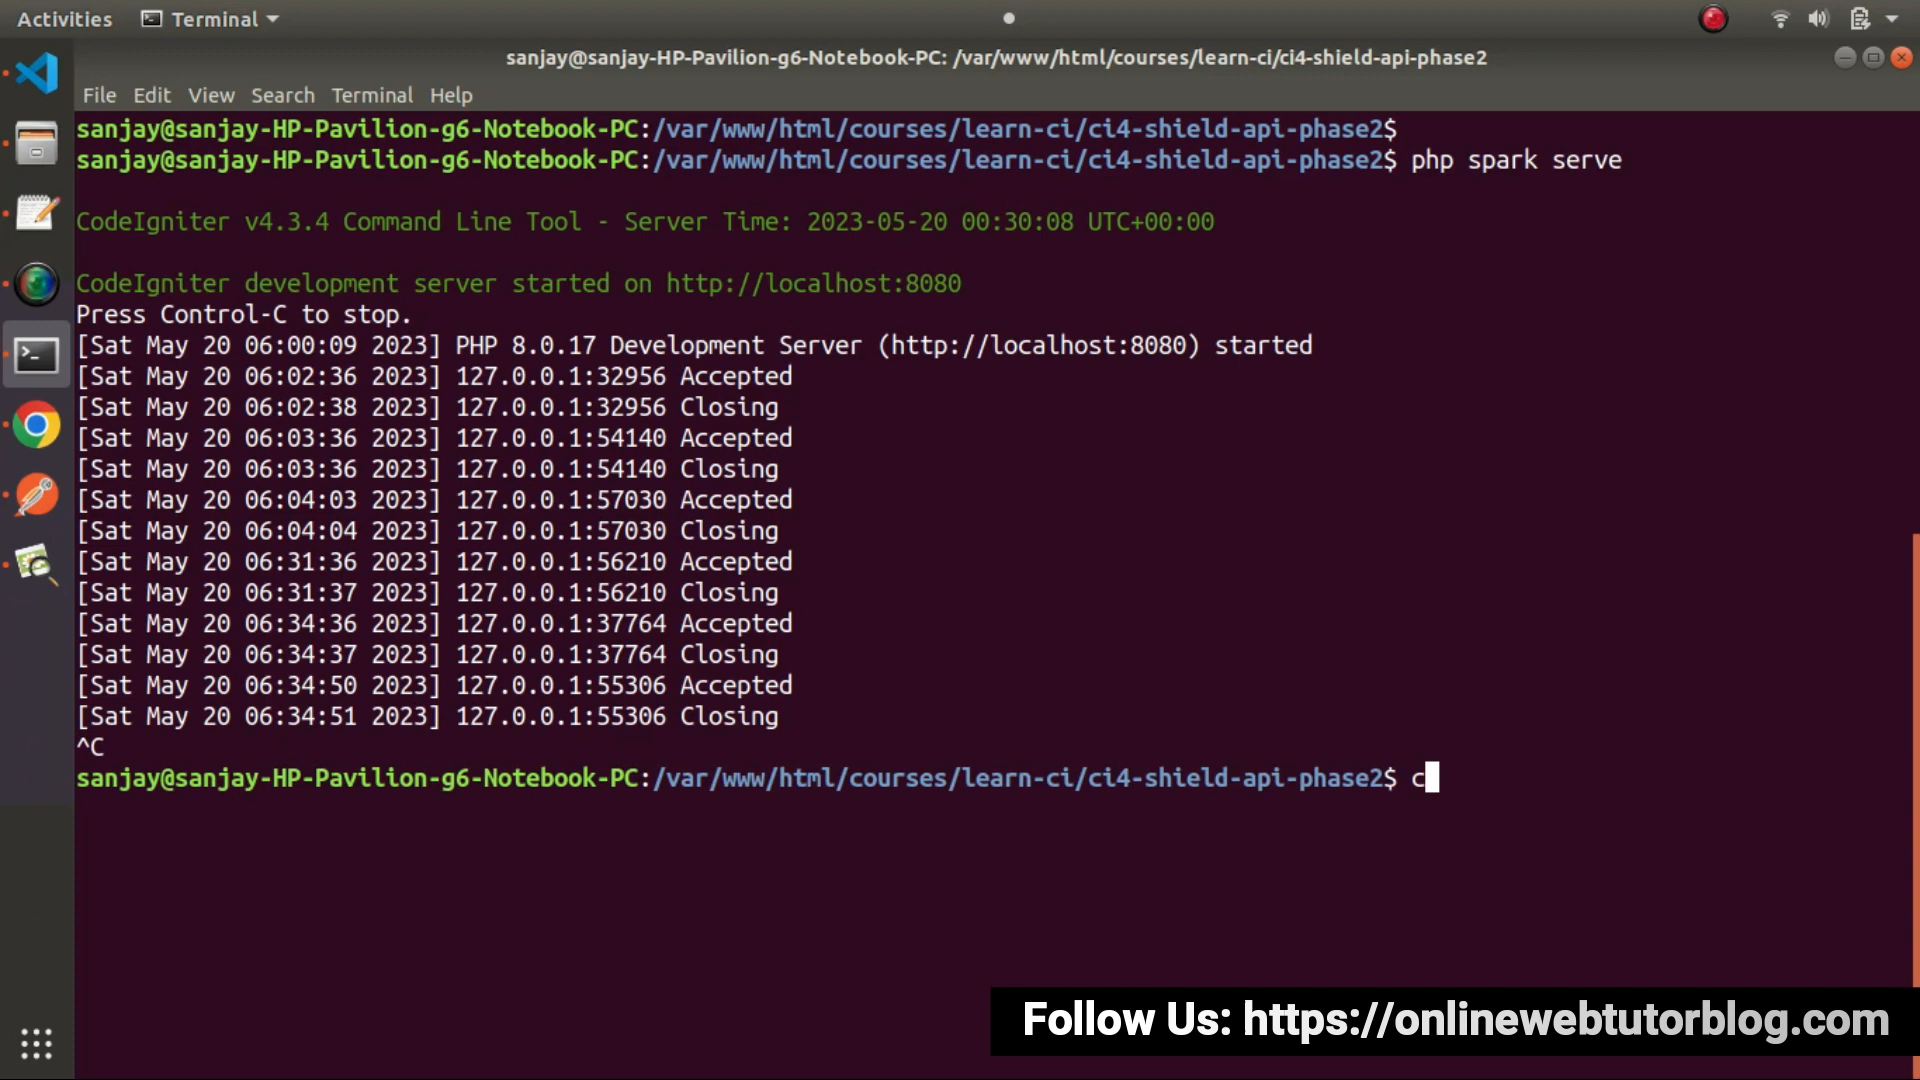 Activities Terminal
sanjay@sanjay-HP-Pavilion-g6-Notebook-PC: /var/www/html/courses/learn-ci/ci4-shield-api-phase2
File Edit View Search Terminal Help
sanjay@sanjay-HP-Pavilion-g6-Notebook-PC:/var/www/html/courses/learn-ci/ci4-shield-api-phase2$
sanjay@sanjay-HP-Pavilion-g6-Notebook-PC:/var/www/html/courses/learn-ci/ci4-shield-api-phase2$ php spark serve
CodeIgniter v4.3.4 Command Line Tool - Server Time: 2023-05-20 00:30:08 UTC+00:00
CodeIgniter development server started on http://localhost:8080
Press Control-C to stop.
[Sat May 20 06:00:09 2023] PHP 8.0.17 Development Server (http://localhost:8080) started
[Sat May 20 06:02:36 2023] 127.0.0.1:32956 Accepted
[Sat May 20 06:02:38 2023] 127.0.0.1:32956 Closing
[Sat May 20 06:03:36 2023] 127.0.0.1:54140 Accepted
[Sat May 20 06:03:36 2023] 127.0.0.1:54140 Closing
[Sat May 20 06:04:03 2023] 127.0.0.1:57030 Accepted
[Sat May 20 06:04:04 2023] 127.0.0.1:57030 Closing
[Sat May 20 06:31:36 2023] 127.0.0.1:56210 Accepted
[Sat May 20 06:31:37 2023] 127.0.0.1:56210 Closing
[Sat May 20 06:34:36 2023] 127.0.0.1:37764 Accepted
[Sat May 20 06:34:37 2023] 127.0.0.1:37764 Closing
[Sat May 20 06:34:50 2023] 127.0.0.1:55306 Accepted
[Sat May 20 06:34:51 2023] 127.0.0.1:55306 Closing
^C
sanjay@sanjay-HP-Pavilion-g6-Notebook-PC:/var/www/html/courses/learn-ci/ci4-shield-api-phase2$ c
Follow Us: https://onlinewebtutorblog.com